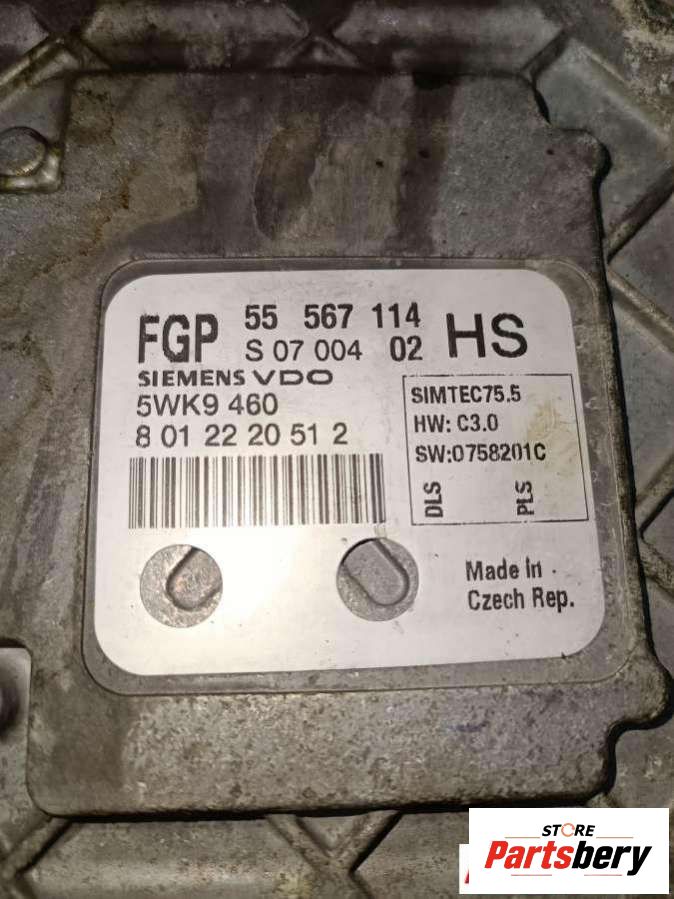 FGP 55 567 114 HS
S 07 004 02
SIEMENS VDO
5WK9 460
8 01 22 20 51 2
SIMTEC75.5
HW: C3.0
SW:0758201C
DLS PLS
Made in
Czech Rep.
STORE
Partsbery